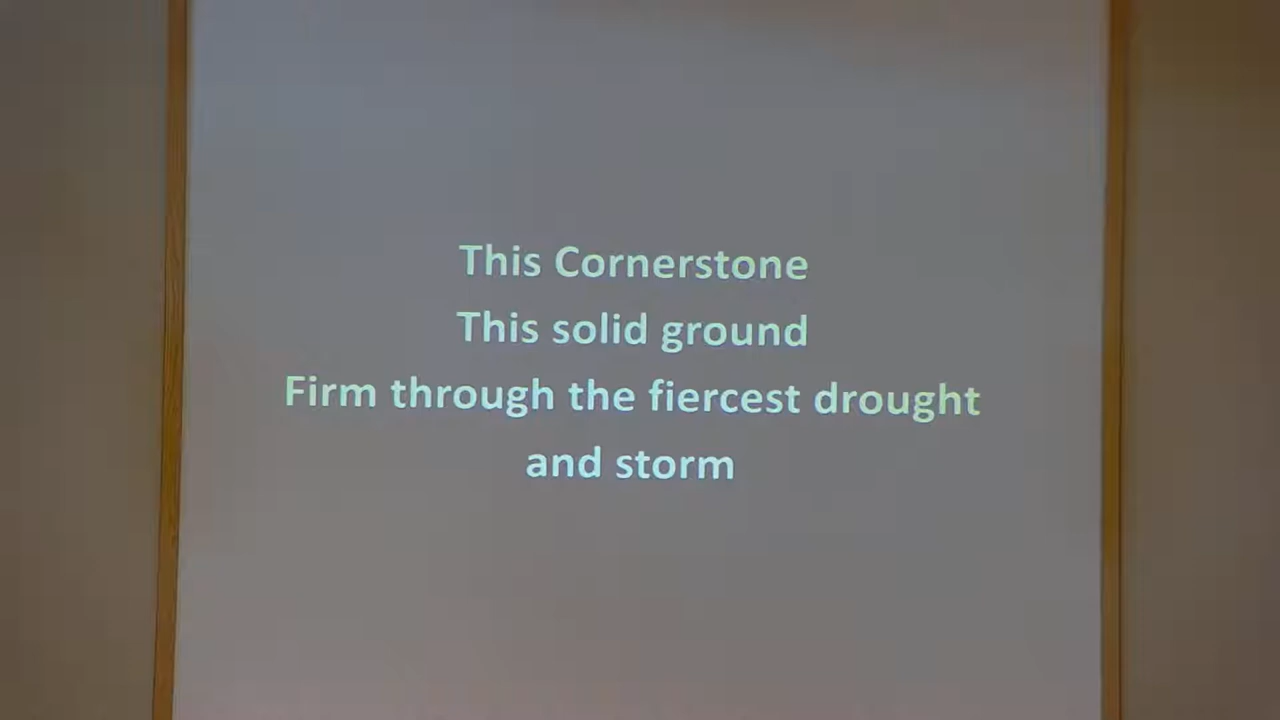 This Cornerstone
This solid ground
Firm through the fiercest drought
and storm